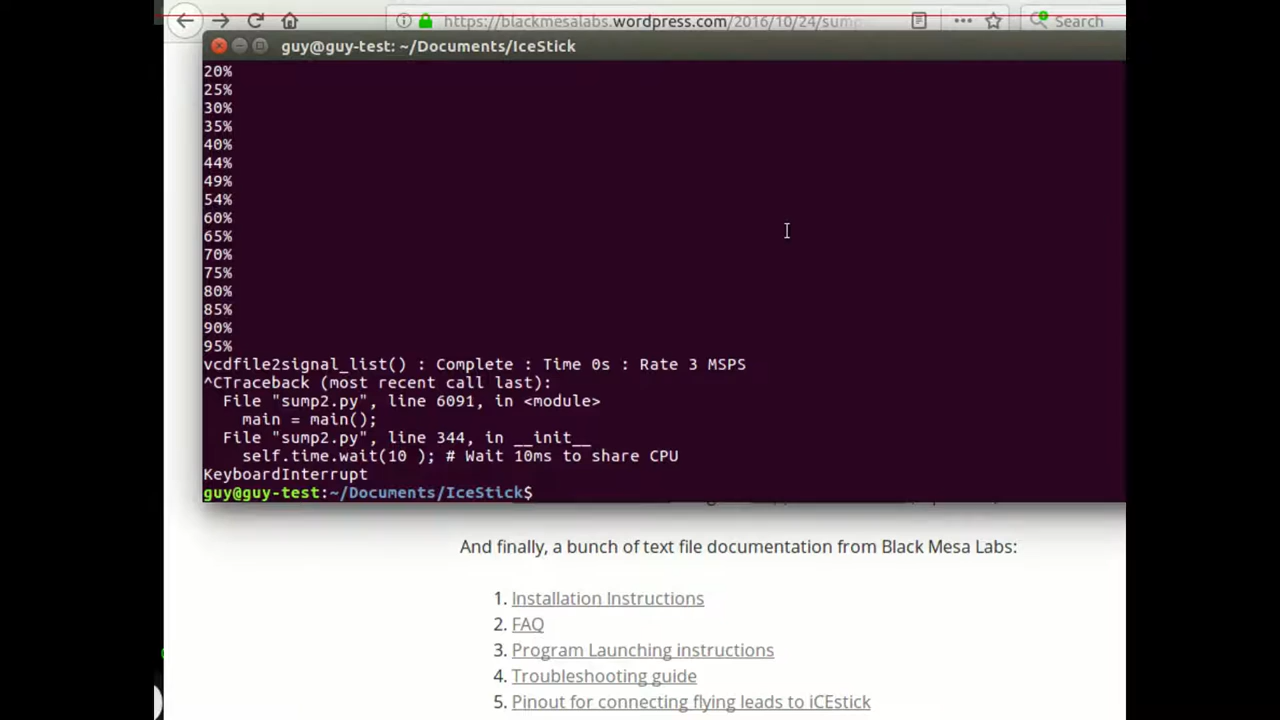 https://blackmesalabs.wordpress.com/2016/10/24/sump
Search
guy@guy-test: ~/Documents/IceStick
20%
25%
30%
35%
40%
44%
49%
54%
60%
65%
70%
75%
80%
85%
90%
95%
vcdfile2signal_list() : Complete : Time 0s : Rate 3 MSPS
^CTraceback (most recent call last):
File "sump2.py", line 6091, in <module>
main = main();
File "sump2.py", line 344, in __init__
self.time.wait(10 ); # Wait 10ms to share CPU
KeyboardInterrupt
guy@guy-test:~/Documents/IceStick$
And finally, a bunch of text file documentation from Black Mesa Labs:
1. Installation Instructions
2. FAQ
3. Program Launching instructions
4. Troubleshooting guide
5. Pinout for connecting flying leads to iCEstick